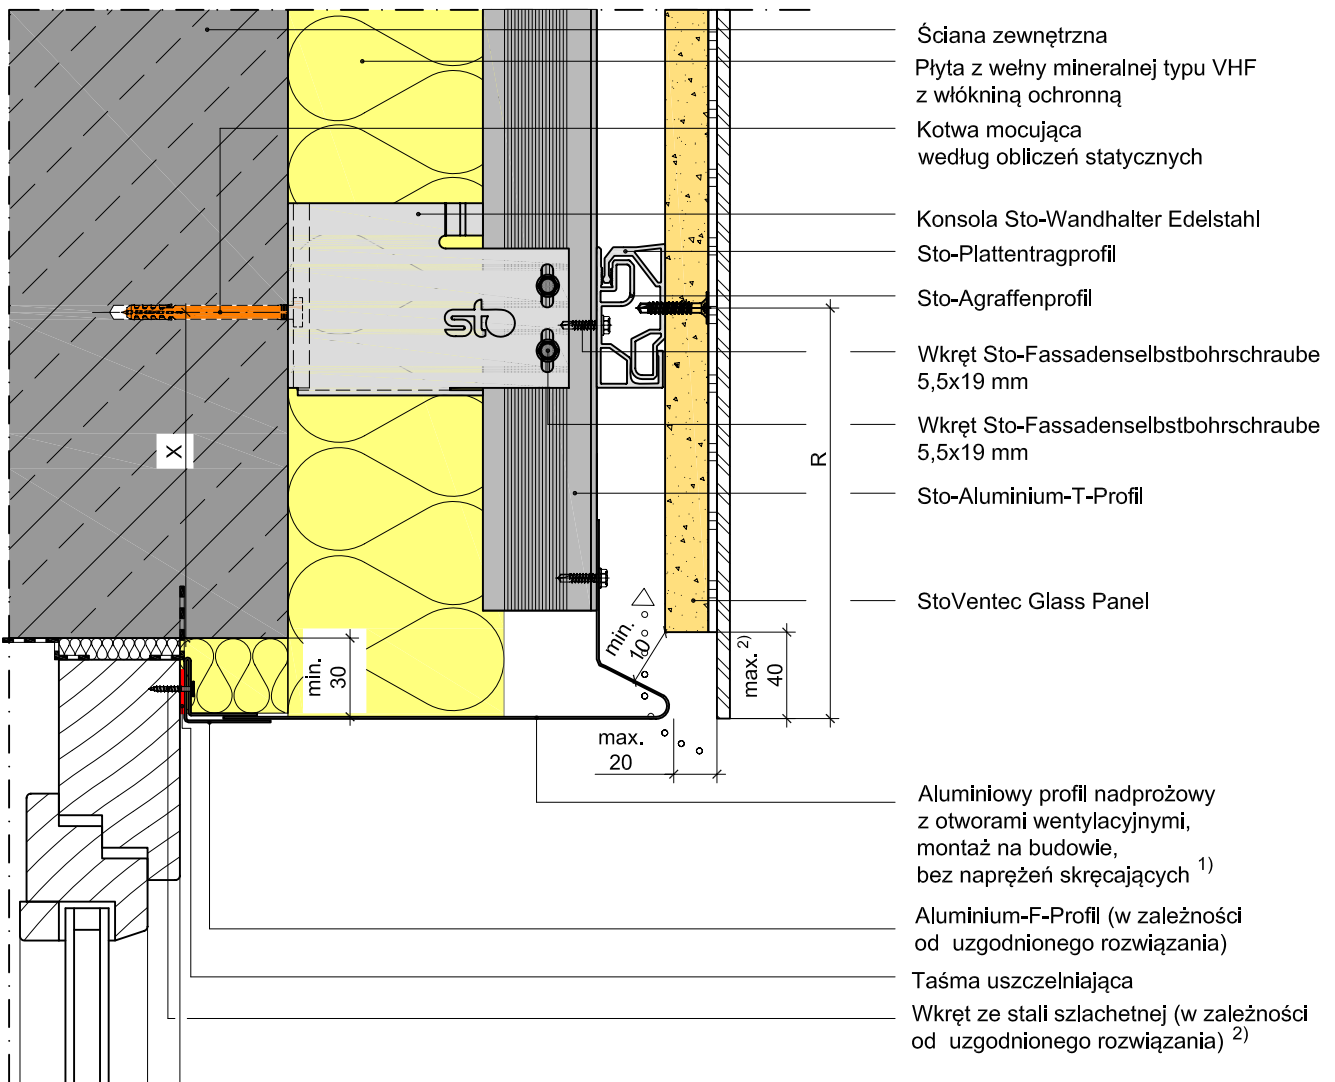 Ściana zewnętrzna
Płyta z wełny mineralnej typu VHF
z włókniną ochronną
Kotwa mocująca
według obliczeń statycznych
Konsola Sto-Wandhalter Edelstahl
Sto-Plattentragprofil
Sto-Agraffenprofil
Wkręt Sto-Fassadenselbstbohrschraube
5,5x19 mm
Wkręt Sto-Fassadenselbstbohrschraube
5,5x19 mm
Sto-Aluminium-T-Profil
StoVentec Glass Panel
sto
X
R
min.
30
min.
10
max. 2)
40
max.
20
Aluminiowy profil nadprożowy
z otworami wentylacyjnymi,
montaż na budowie,
bez naprężeń skręcających 1)
Aluminium-F-Profil (w zależności
od uzgodnionego rozwiązania)
Taśma uszczelniająca
Wkręt ze stali szlachetnej (w zależności
od uzgodnionego rozwiązania) 2)